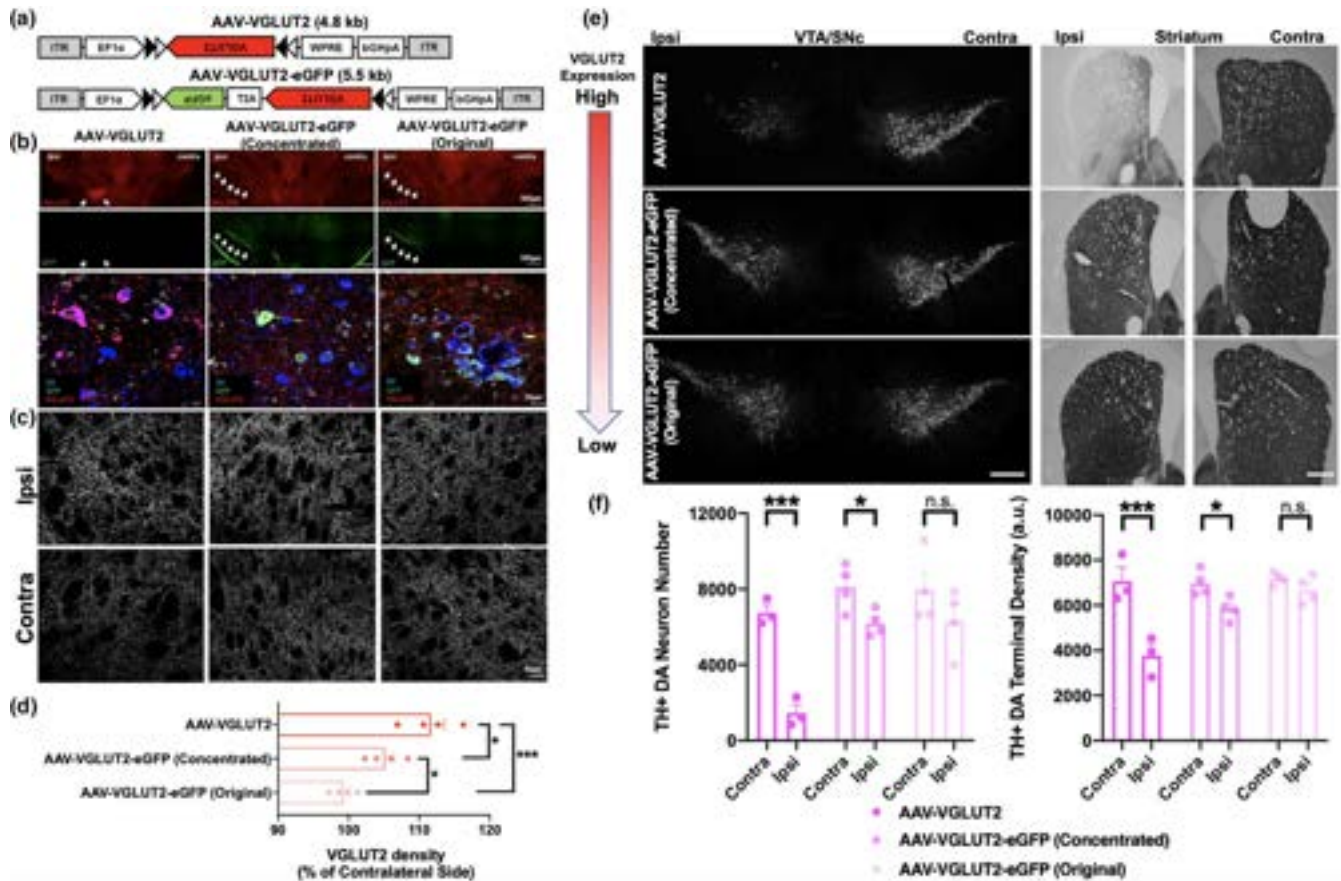 (a)
AAV-VGLUT2 (4.8 kb)
ITR EF1α VGLUT2 WPRE bGHpA ITR
AAV-VGLUT2-eGFP (5.5 kb)
ITR EF1α eGFP T2A VGLUT2 WPRE bGHpA ITR
(b)
AAV-VGLUT2
AAV-VGLUT2-eGFP
(Concentrated)
AAV-VGLUT2-eGFP
(Original)
(c)
Ipsi
Contra
(d)
AAV-VGLUT2
AAV-VGLUT2-eGFP (Concentrated)
AAV-VGLUT2-eGFP (Original)
*
*
***
90 100 110 120
VGLUT2 density
(% of Contralateral Side)
(e)
Ipsi VTA/SNc Contra
Ipsi Striatum Contra
VGLUT2
Expression
High
Low
AAV-VGLUT2
AAV-VGLUT2-eGFP
(Concentrated)
AAV-VGLUT2-eGFP
(Original)
(f)
TH+ DA Neuron Number
12000
8000
4000
0
*** * n.s.
Contra Ipsi Contra Ipsi Contra Ipsi
TH+ DA Terminal Density (a.u.)
10000
8000
6000
4000
2000
0
*** * n.s.
Contra Ipsi Contra Ipsi Contra Ipsi
AAV-VGLUT2
AAV-VGLUT2-eGFP (Concentrated)
AAV-VGLUT2-eGFP (Original)